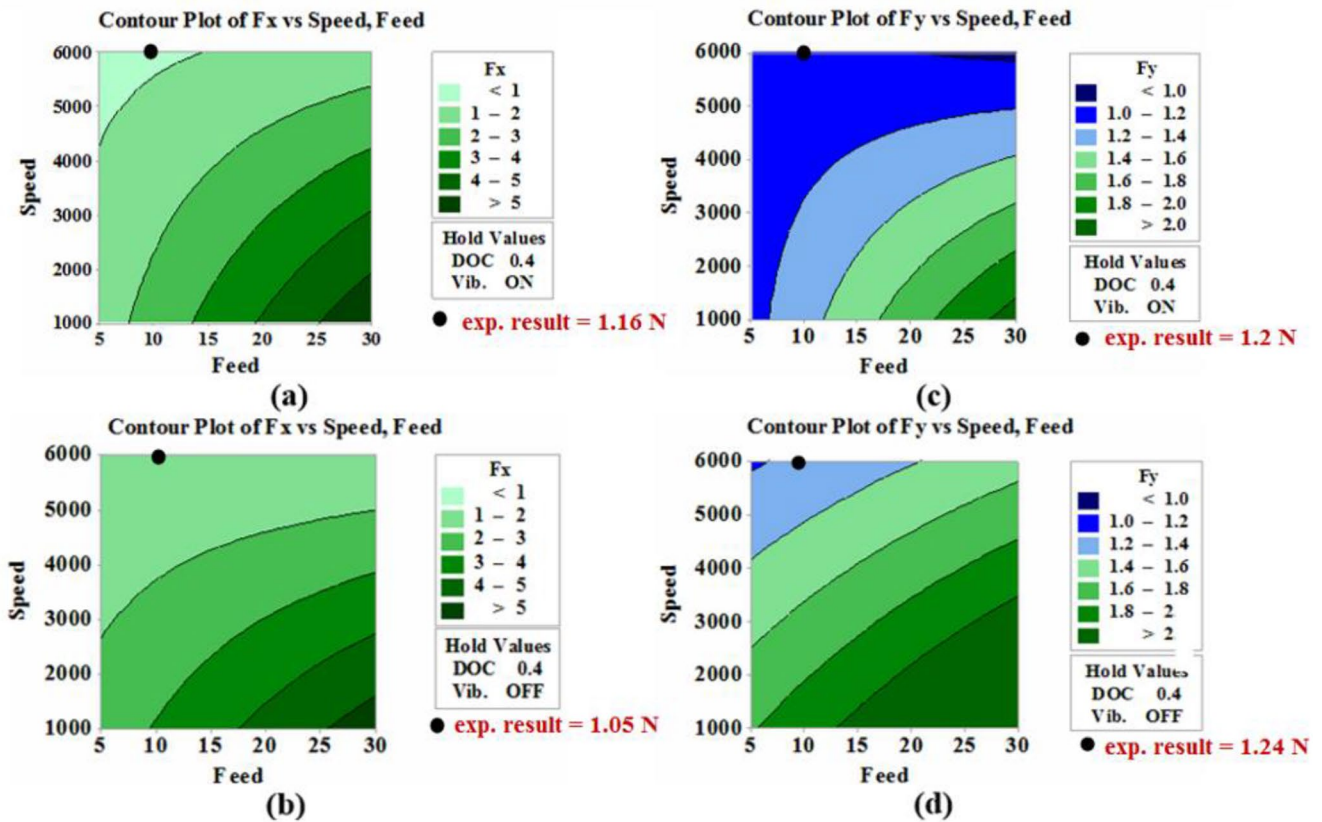 Contour Plot of Fx vs Speed, Feed
6000
5000
4000
3000
2000
1000
Speed
5 10 15 20 25 30
Feed
Fx
< 1
1 – 2
2 – 3
3 – 4
4 – 5
> 5
Hold Values
DOC 0.4
Vib. ON
exp. result = 1.16 N
(a)
Contour Plot of Fy vs Speed, Feed
6000
5000
4000
3000
2000
1000
Speed
5 10 15 20 25 30
Feed
Fy
< 1.0
1.0 – 1.2
1.2 – 1.4
1.4 – 1.6
1.6 – 1.8
1.8 – 2.0
> 2.0
Hold Values
DOC 0.4
Vib. ON
exp. result = 1.2 N
(c)
Contour Plot of Fx vs Speed, Feed
6000
5000
4000
3000
2000
1000
Speed
5 10 15 20 25 30
Feed
Fx
< 1
1 – 2
2 – 3
3 – 4
4 – 5
> 5
Hold Values
DOC 0.4
Vib. OFF
exp. result = 1.05 N
(b)
Contour Plot of Fy vs Speed, Feed
6000
5000
4000
3000
2000
1000
Speed
5 10 15 20 25 30
Feed
Fy
< 1.0
1.0 – 1.2
1.2 – 1.4
1.4 – 1.6
1.6 – 1.8
1.8 – 2
> 2
Hold Values
DOC 0.4
Vib. OFF
exp. result = 1.24 N
(d)